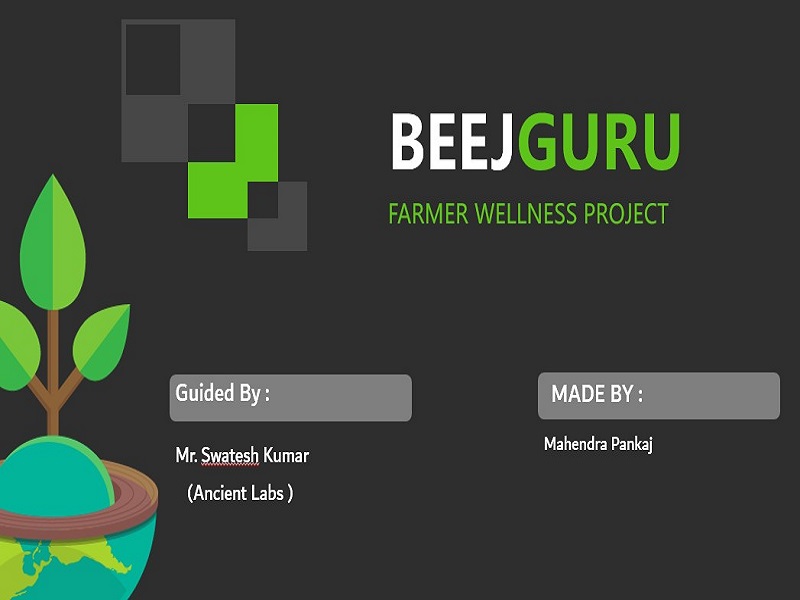 BEEJGURU
FARMER WELLNESS PROJECT
Guided By :
Mr. Swatesh Kumar
(Ancient Labs )
MADE BY :
Mahendra Pankaj